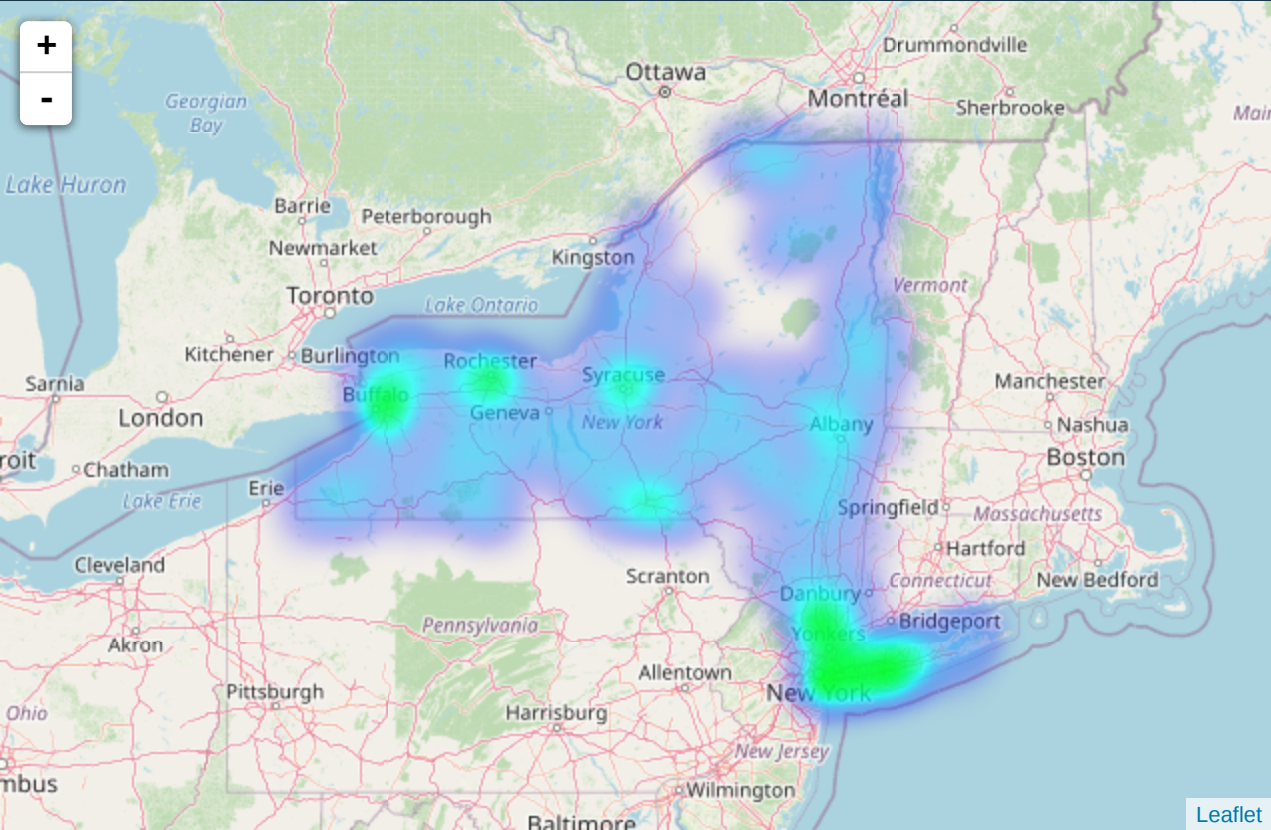 +
-
Drummondville
Ottawa
Montréal
Sherbrooke
Georgian
Bay
Main
Lake Huron
Barrie
Peterborough
Newmarket
Kingston
Toronto
Lake Ontario
Vermont
Kitchener
Burlington
Rochester
Syracuse
Sarnia
Buffalo
Manchester
London
Geneva
New York
Albany
Nashua
roit
Chatham
Boston
Lake Erie
Erie
Springfield
Massachusetts
Hartford
Cleveland
Scranton
Danbury
Connecticut
New Bedford
Pennsylvania
Yonkers
Bridgeport
Akron
Allentown
Pittsburgh
New York
Ohio
Harrisburg
New Jersey
mbus
Wilmington
Baltimore
Leaflet